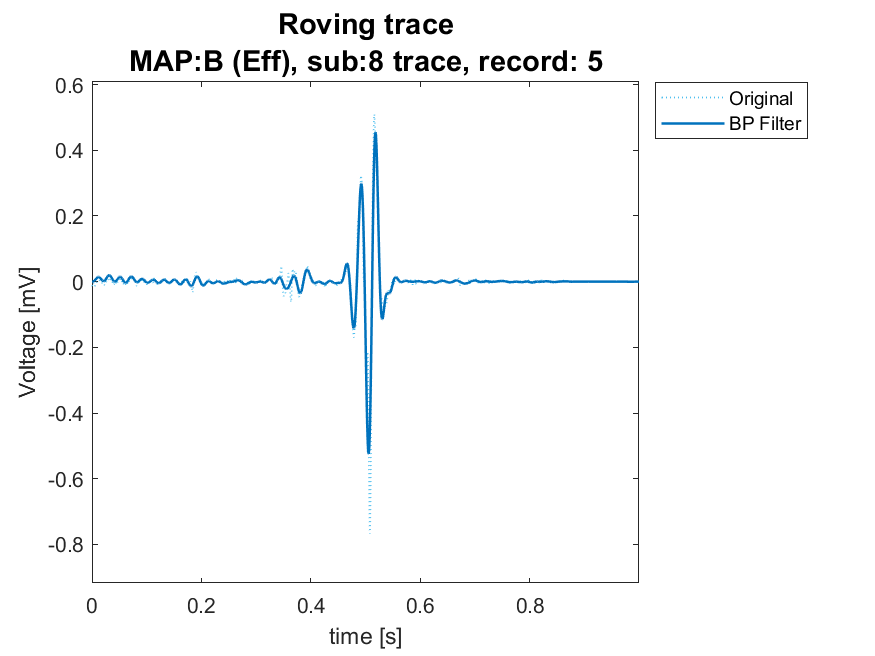 Roving trace
MAP:B (Eff), sub:8 trace, record: 5
Original
BP Filter
0.6
0.4
0.2
0
-0.2
-0.4
-0.6
-0.8
Voltage [mV]
0 0.2 0.4 0.6 0.8
time [s]